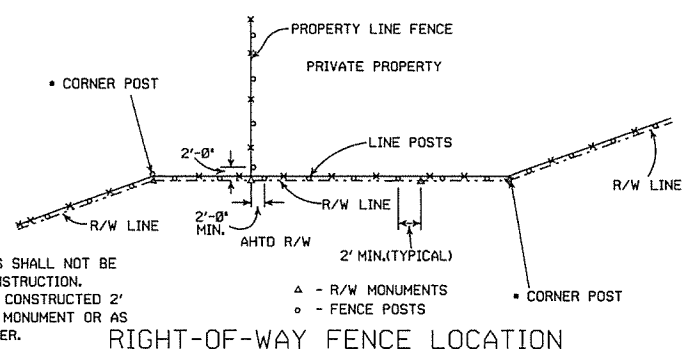 PROPERTY LINE FENCE
PRIVATE PROPERTY
* CORNER POST
LINE POSTS
2'-0"
R/W LINE
R/W LINE
R/W LINE
2'-0"
MIN.
AHTD R/W
2' MIN.(TYPICAL)
S SHALL NOT BE
NSTRUCTION.
CONSTRUCTED 2'
MONUMENT OR AS
ER.
△ - R/W MONUMENTS
○ - FENCE POSTS
* CORNER POST
RIGHT-OF-WAY FENCE LOCATION